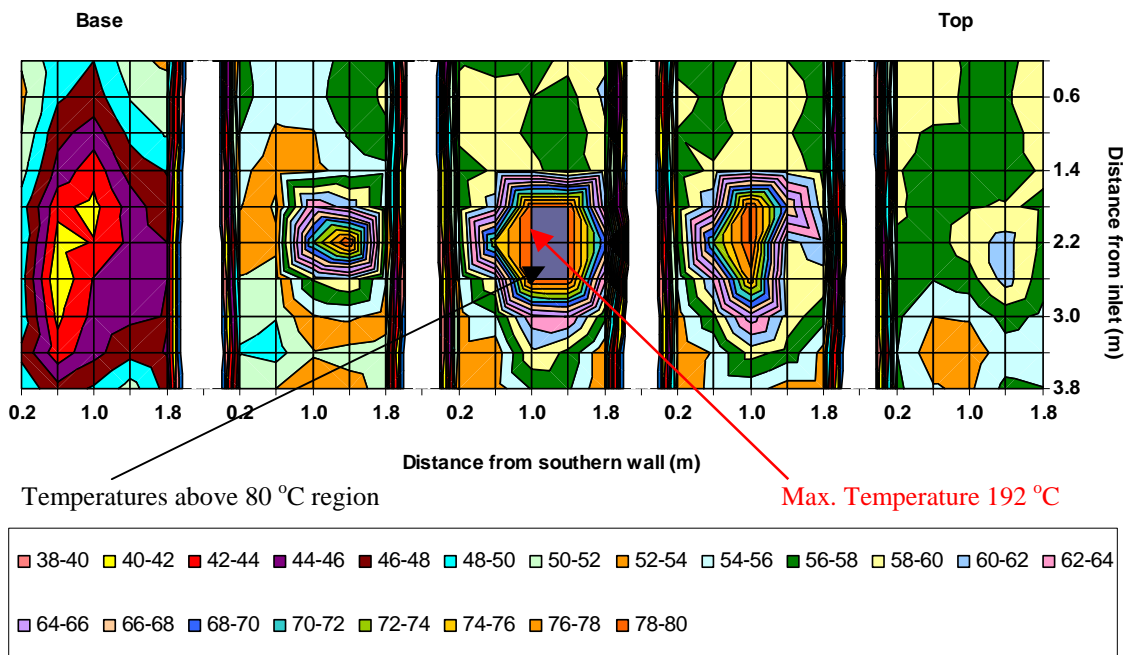 Base Top
0.6
1.4
2.2
3.0
3.8
Distance from inlet (m)
0.2 1.0 1.8 0.2 1.0 1.8 0.2 1.0 1.8 0.2 1.0 1.8 0.2 1.0 1.8
Distance from southern wall (m)
Temperatures above 80 °C region Max. Temperature 192 °C
38-40 40-42 42-44 44-46 46-48 48-50 50-52 52-54 54-56 56-58 58-60 60-62 62-64
64-66 66-68 68-70 70-72 72-74 74-76 76-78 78-80